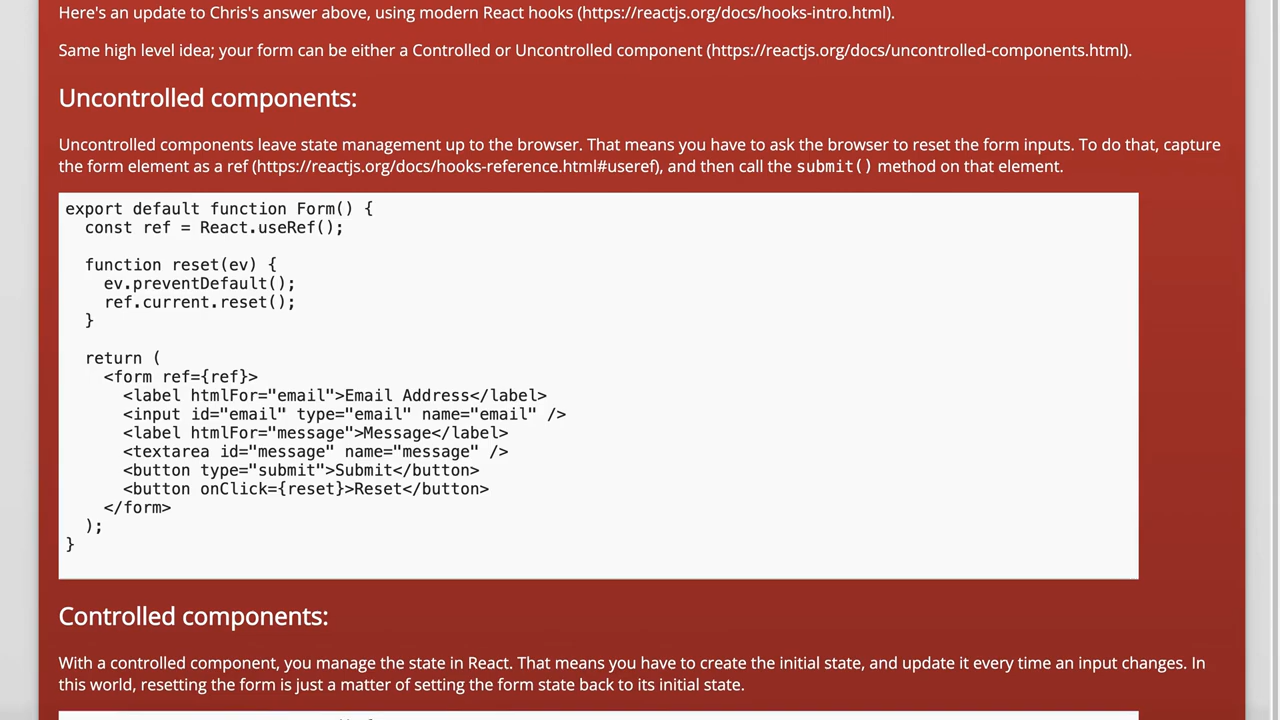 Here's an update to Chris's answer above, using modern React hooks (https://reactjs.org/docs/hooks-intro.html).
Same high level idea; your form can be either a Controlled or Uncontrolled component (https://reactjs.org/docs/uncontrolled-components.html).
Uncontrolled components:
Uncontrolled components leave state management up to the browser. That means you have to ask the browser to reset the form inputs. To do that, capture
the form element as a ref (https://reactjs.org/docs/hooks-reference.html#useref), and then call the submit() method on that element.
export default function Form() {
  const ref = React.useRef();

  function reset(ev) {
    ev.preventDefault();
    ref.current.reset();
  }

  return (
    <form ref={ref}>
      <label htmlFor="email">Email Address</label>
      <input id="email" type="email" name="email" />
      <label htmlFor="message">Message</label>
      <textarea id="message" name="message" />
      <button type="submit">Submit</button>
      <button onClick={reset}>Reset</button>
    </form>
  );
}
Controlled components:
With a controlled component, you manage the state in React. That means you have to create the initial state, and update it every time an input changes. In
this world, resetting the form is just a matter of setting the form state back to its initial state.